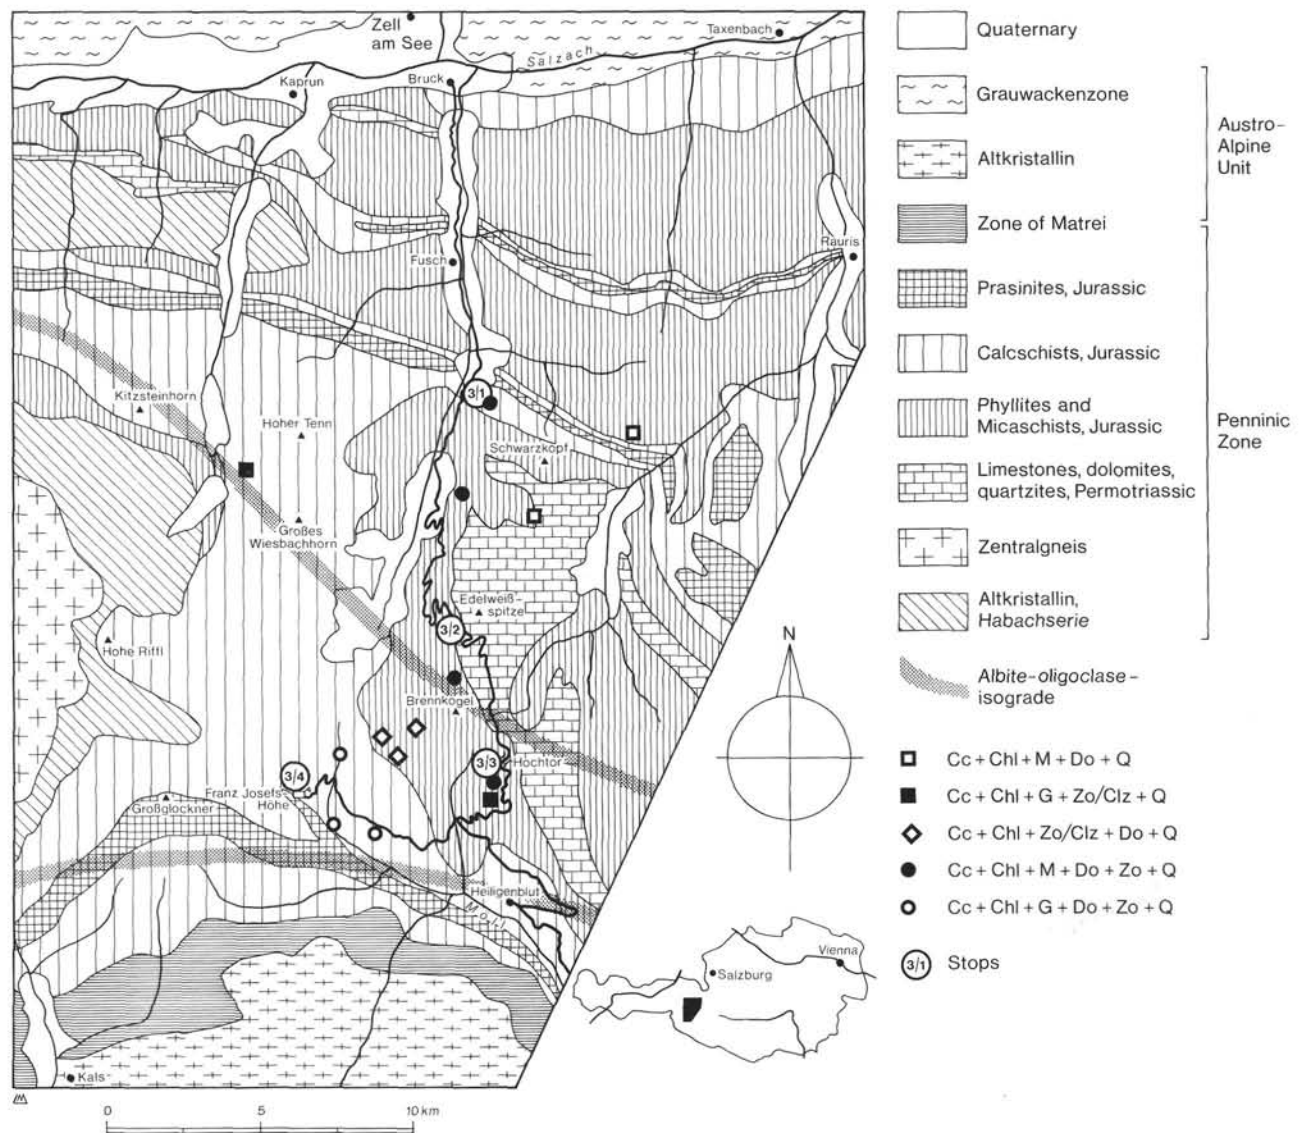 Zell
am See
Taxenbach
Salzach
Kaprun
Bruck
Rauris
Fusch
Kitzsteinhorn
Hoher Tenn
3/1
Schwarzkopf
Großes
Wiesbachhorn
Edelweiß-
spitze
3/2
Hohe Riffl
Brennkogel
3/3
Hochtor
3/4
Franz Josefs-
Höhe
Großglockner
Heiligenblut
Möll
Kals
0 5 10 km
Quaternary
Grauwackenzone
Altkristallin
Austro-
Alpine
Unit
Zone of Matrei
Prasinites, Jurassic
Calcschists, Jurassic
Phyllites and
Micaschists, Jurassic
Limestones, dolomites,
quartzites, Permotriassic
Zentralgneis
Altkristallin,
Habachserie
Penninic
Zone
Albite-oligoclase-
isograde
Cc + Chl + M + Do + Q
Cc + Chl + G + Zo/Clz + Q
Cc + Chl + Zo/Clz + Do + Q
Cc + Chl + M + Do + Zo + Q
Cc + Chl + G + Do + Zo + Q
3/1 Stops
N
Vienna
Salzburg